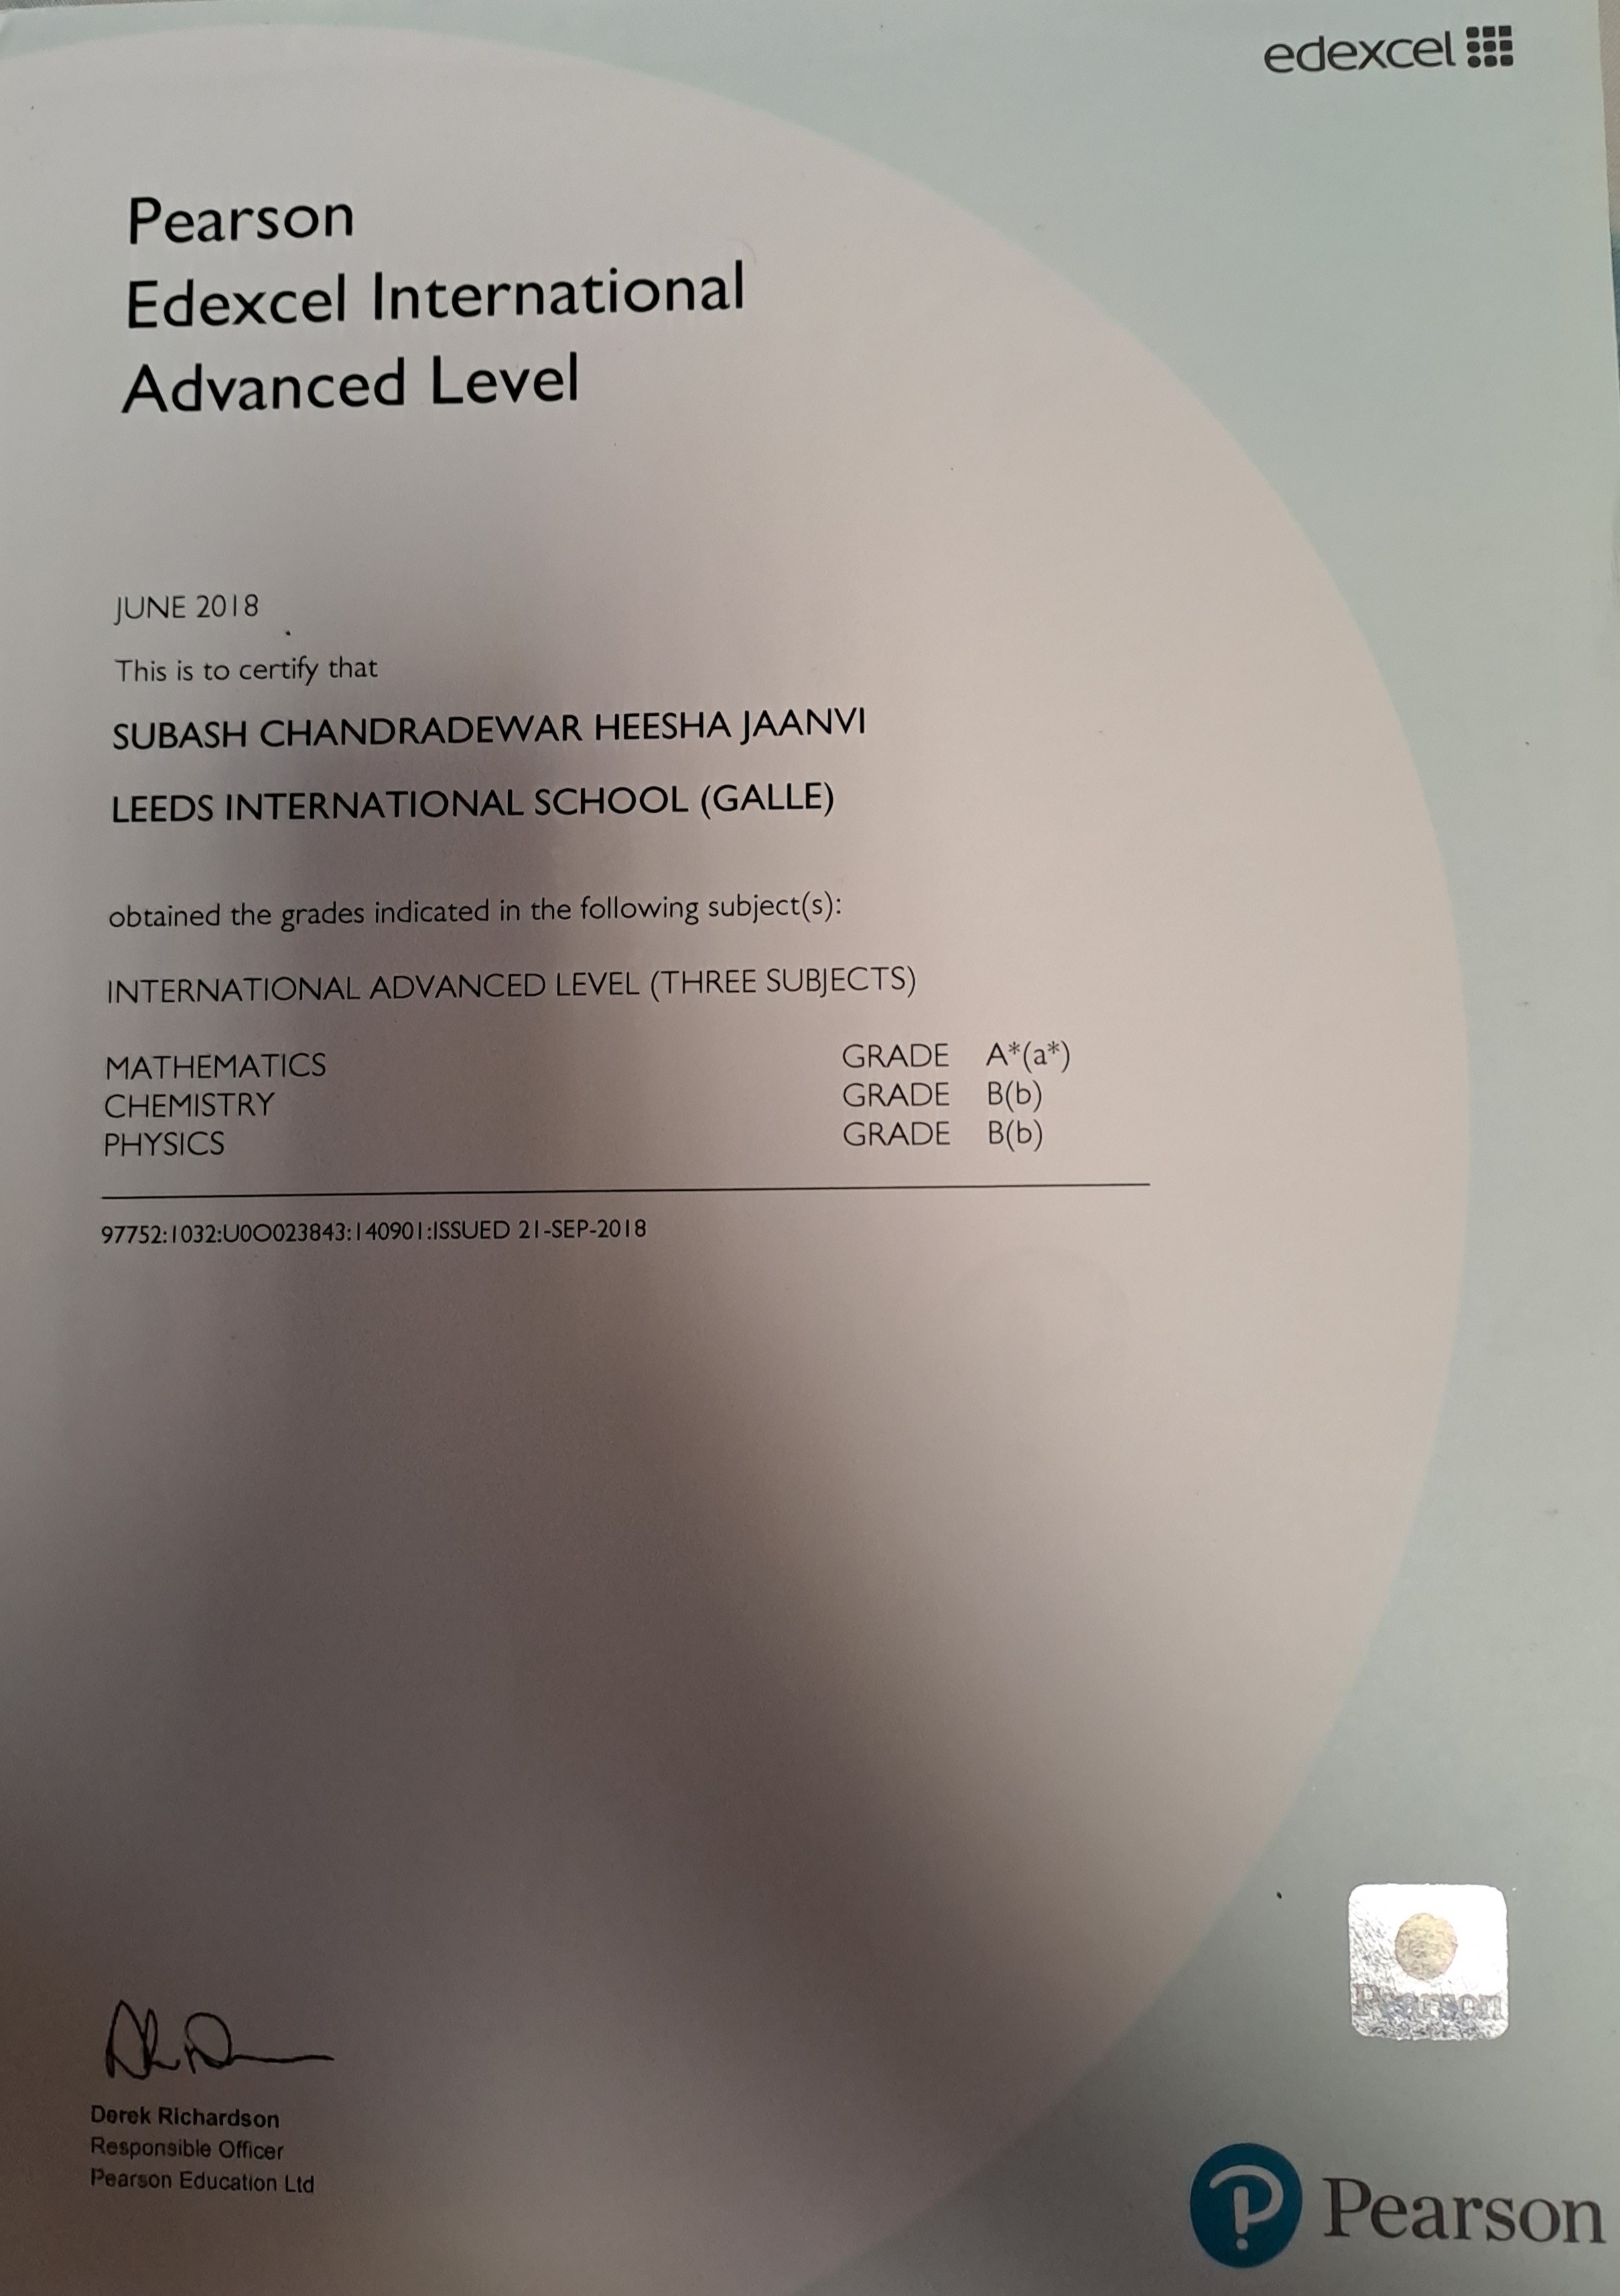 edexcel
Pearson
Edexcel International
Advanced Level
JUNE 2018
This is to certify that
SUBASH CHANDRADEWAR HEESHA JAANVI
LEEDS INTERNATIONAL SCHOOL (GALLE)
obtained the grades indicated in the following subject(s):
INTERNATIONAL ADVANCED LEVEL (THREE SUBJECTS)
MATHEMATICS GRADE A*(a*)
CHEMISTRY GRADE B(b)
PHYSICS GRADE B(b)
97752:1032:U0O023843:140901:ISSUED 21-SEP-2018
Pearson
Derek Richardson
Responsible Officer
Pearson Education Ltd
Pearson